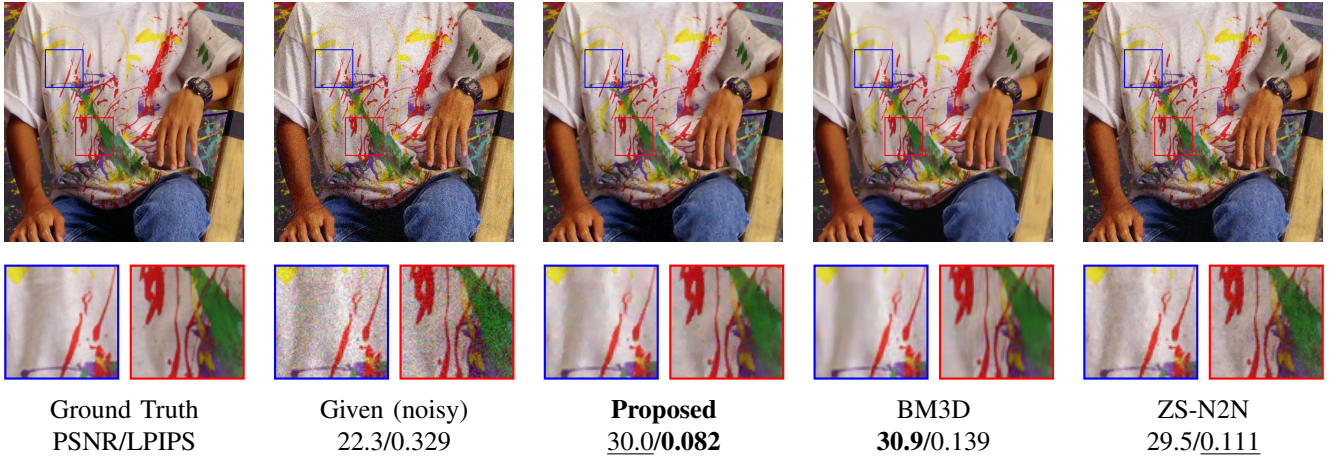 Ground Truth Given (noisy) Proposed BM3D ZS-N2N
PSNR/LPIPS 22.3/0.329 30.0/0.082 30.9/0.139 29.5/0.111